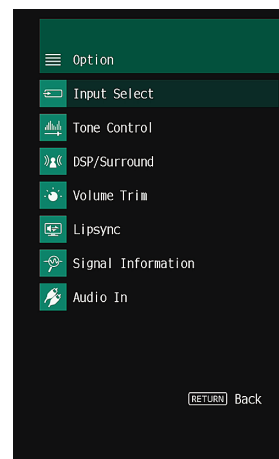 Option
Input Select
Tone Control
DSP/Surround
Volume Trim
Lipsync
Signal Information
Audio In
RETURN Back